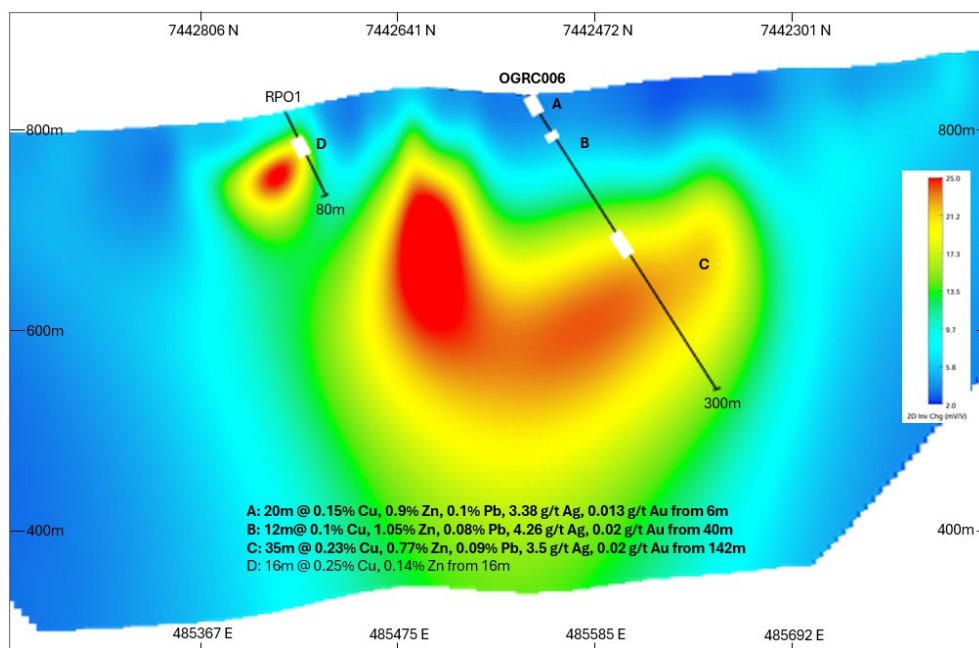 7442806 N 7442641 N 7442472 N 7442301 N
OGRC006
RPO1
A
800m 800m
D
B
80m
C
600m
300m
25.0
21.2
17.3
13.5
9.7
5.8
2.0
2D Inv Chg (mV/V)
A: 20m @ 0.15% Cu, 0.9% Zn, 0.1% Pb, 3.38 g/t Ag, 0.013 g/t Au from 6m
B: 12m@ 0.1% Cu, 1.05% Zn, 0.08% Pb, 4.26 g/t Ag, 0.02 g/t Au from 40m
C: 35m @ 0.23% Cu, 0.77% Zn, 0.09% Pb, 3.5 g/t Ag, 0.02 g/t Au from 142m
D: 16m @ 0.25% Cu, 0.14% Zn from 16m
400m 400m
485367 E 485475 E 485585 E 485692 E